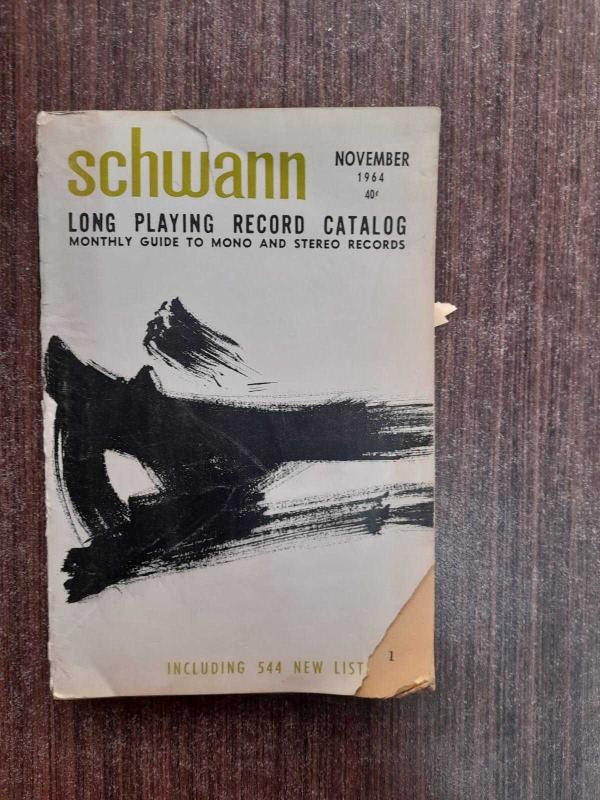 schwann
NOVEMBER
1964
40¢
LONG PLAYING RECORD CATALOG
MONTHLY GUIDE TO MONO AND STEREO RECORDS
INCLUDING 544 NEW LIST
1